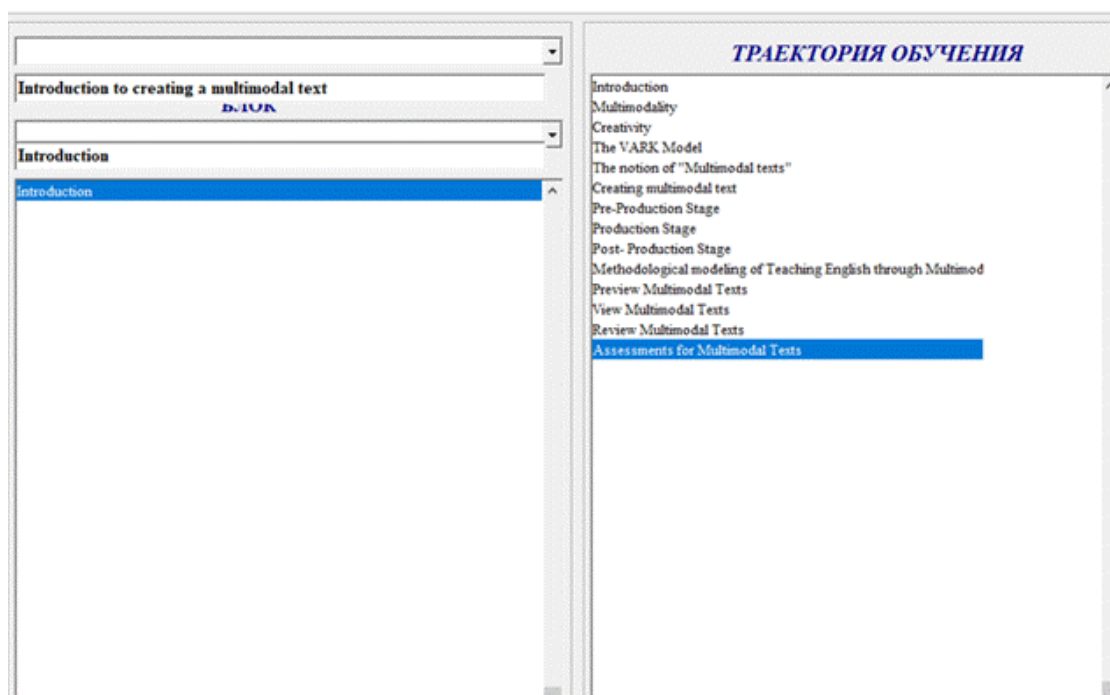 Introduction to creating a multimodal text
БЛОК
Introduction
Introduction
ТРАЕКТОРИЯ ОБУЧЕНИЯ
Introduction
Multimodality
Creativity
The VARK Model
The notion of "Multimodal texts"
Creating multimodal text
Pre-Production Stage
Production Stage
Post- Production Stage
Methodological modeling of Teaching English through Multimod
Preview Multimodal Texts
View Multimodal Texts
Review Multimodal Texts
Assessments for Multimodal Texts